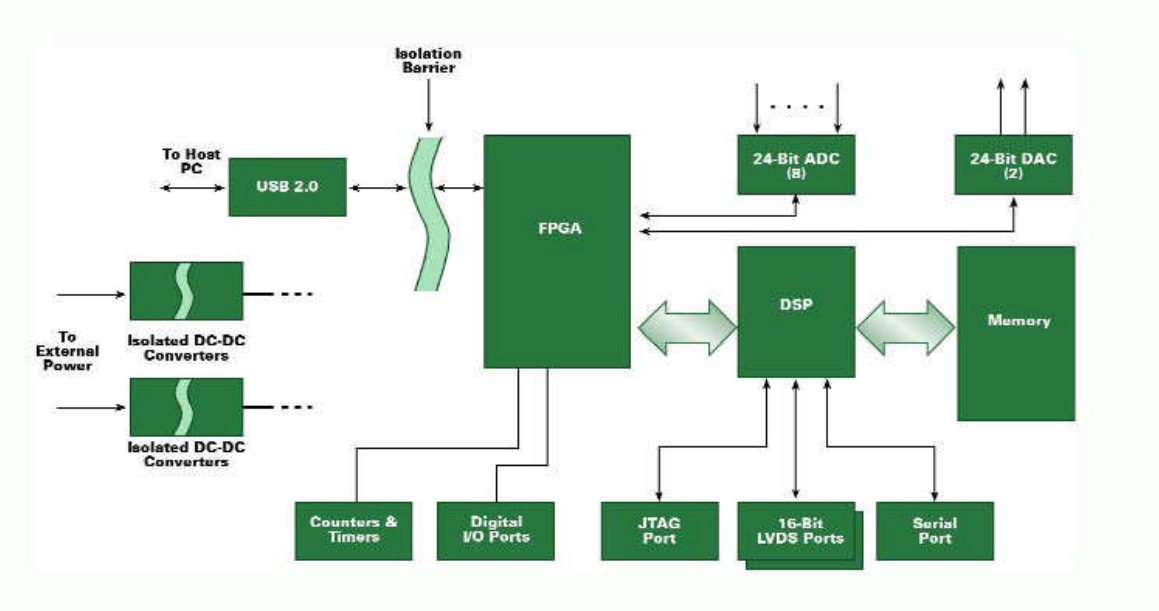 Isolation
Barrier
To Host
PC
USB 2.0
FPGA
24-Bit ADC
(8)
24-Bit DAC
(2)
DSP
Memory
To
External
Power
Isolated DC-DC
Converters
Isolated DC-DC
Converters
Counters &
Timers
Digital
I/O Ports
JTAG
Port
16-Bit
LVDS Ports
Serial
Port